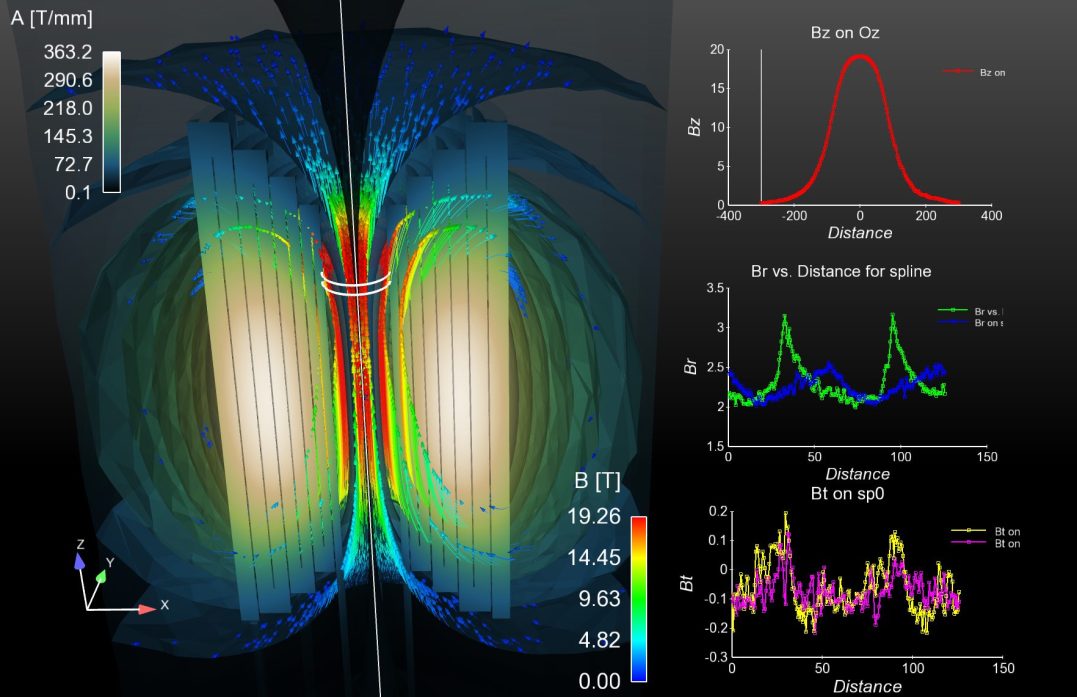 A [T/mm]
363.2
290.6
218.0
145.3
72.7
0.1
Z
Y
X
B [T]
19.26
14.45
9.63
4.82
0.00
Bz on Oz
Bz
20
15
10
5
0
-400 -200 0 200 400
Distance
Bz on
Br vs. Distance for spline
Br
3.5
3
2.5
2
1.5
0 50 100 150
Distance
Br vs.
Br on s
Bt on sp0
Bt
0.2
0.1
0
-0.1
-0.2
-0.3
0 50 100 150
Distance
Bt on
Bt on